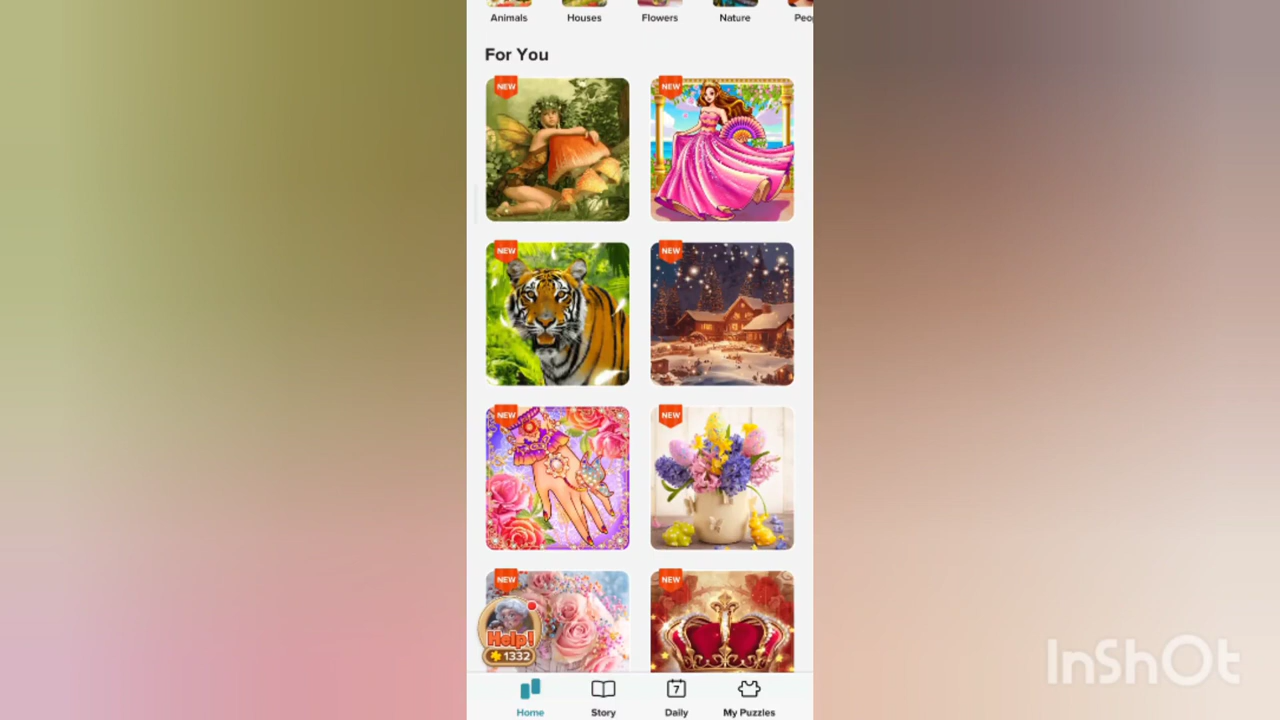 Animals Houses Flowers Nature Peo
For You
NEW NEW
NEW NEW
NEW NEW
NEW NEW
Help!
1332
7
Home Story Daily My Puzzles
InShOt